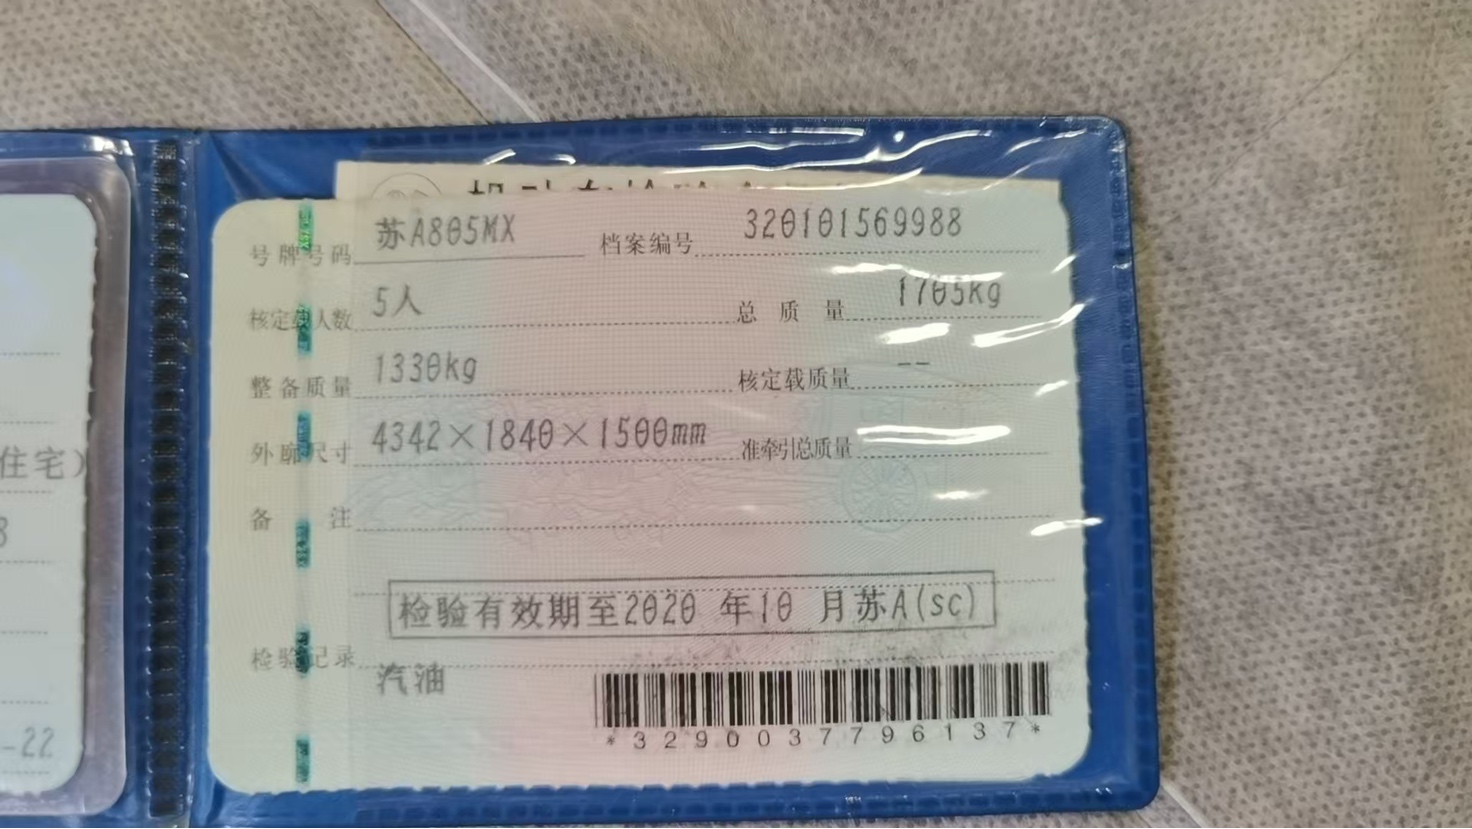 住宅)
8
-22
号牌号码 苏A805MX 档案编号 320101569988
核定载人数 5人 总质量 1705kg
整备质量 1330kg 核定载质量 --
外廓尺寸 4342×1840×1500mm 准牵引总质量
备注
检验有效期至2020 年10 月苏A(sc)
检验记录
汽油
*3290037796137*